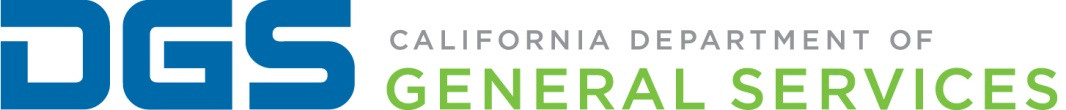 DGS
CALIFORNIA DEPARTMENT OF
GENERAL SERVICES